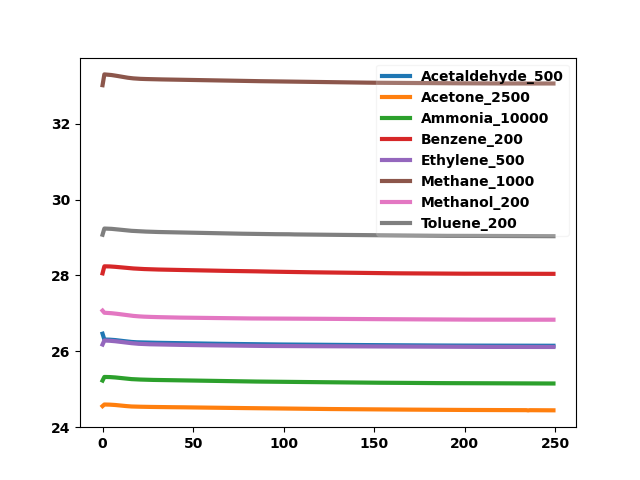 Acetaldehyde_500
Acetone_2500
Ammonia_10000
Benzene_200
Ethylene_500
Methane_1000
Methanol_200
Toluene_200
32
30
28
26
24
0 50 100 150 200 250